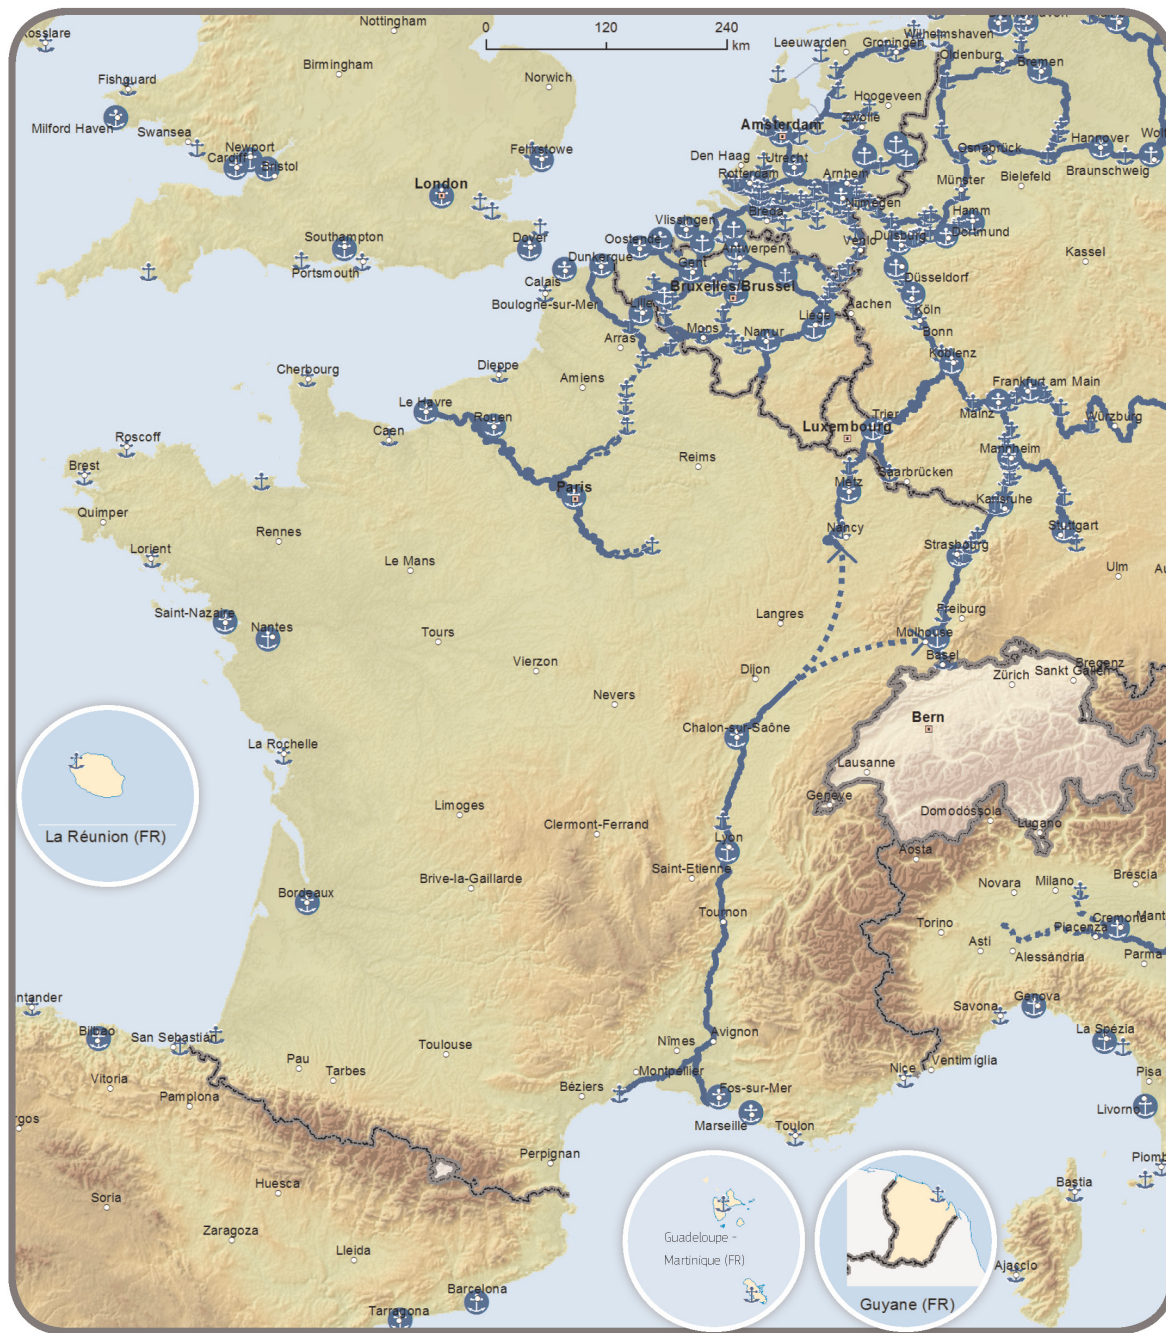 Nottingham
0 120 240
km
Rosslare
Wilhelmshaven
Leeuwarden
Groningen
Oldenburg
Bremen
Birmingham
Norwich
Fishguard
Hoogeveen
Zwolle
Milford Haven
Swansea
Amsterdam
Hannover
Newport
Cardiff
Bristol
Felixstowe
Den Haag
Utrecht
Osnabrück
Rotterdam
Arnhem
Bielefeld
Braunschweig
Münster
London
Nijmegen
Breda
Hamm
Vlissingen
Southampton
Dover
Oostende
Duisburg
Dortmund
Antwerpen
Venlo
Kassel
Dunkerque
Gent
Portsmouth
Calais
Düsseldorf
Bruxelles/Brussel
Boulogne-sur-Mer
Lille
Aachen
Köln
Liège
Mons
Namur
Bonn
Arras
Koblenz
Dieppe
Cherbourg
Amiens
Frankfurt am Main
Le Havre
Mainz
Würzburg
Rouen
Trier
Caen
Luxembourg
Roscoff
Mannheim
Reims
Brest
Saarbrücken
Metz
Paris
Karlsruhe
Quimper
Rennes
Nancy
Stuttgart
Lorient
Strasbourg
Le Mans
Ulm
Freiburg
Saint-Nazaire
Langres
Nantes
Tours
Mulhouse
Basel
Vierzon
Dijon
Bregenz
Zürich
Sankt Gallen
Nevers
Bern
Chalon-sur-Saône
La Rochelle
Lausanne
Genève
Limoges
Domodóssola
Clermont-Ferrand
Lugano
La Réunion (FR)
Lyon
Aosta
Saint-Etienne
Brive-la-Gaillarde
Novara
Milano
Bréscia
Bordeaux
Tournon
Torino
Cremona
Piacenza
Asti
Alessàndria
Parma
Savona
Genova
Bilbao
San Sebastian
Avignon
La Spézia
Nîmes
Toulouse
Pau
Ventimíglia
Tarbes
Montpellier
Nice
Vitoria
Pisa
Béziers
Fos-sur-Mer
Pamplona
Livorno
Marseille
Toulon
Perpignan
Huesca
Bastia
Soria
Zaragoza
Guadeloupe -
Martinique (FR)
Lleida
Ajaccio
Barcelona
Guyane (FR)
Tarragona